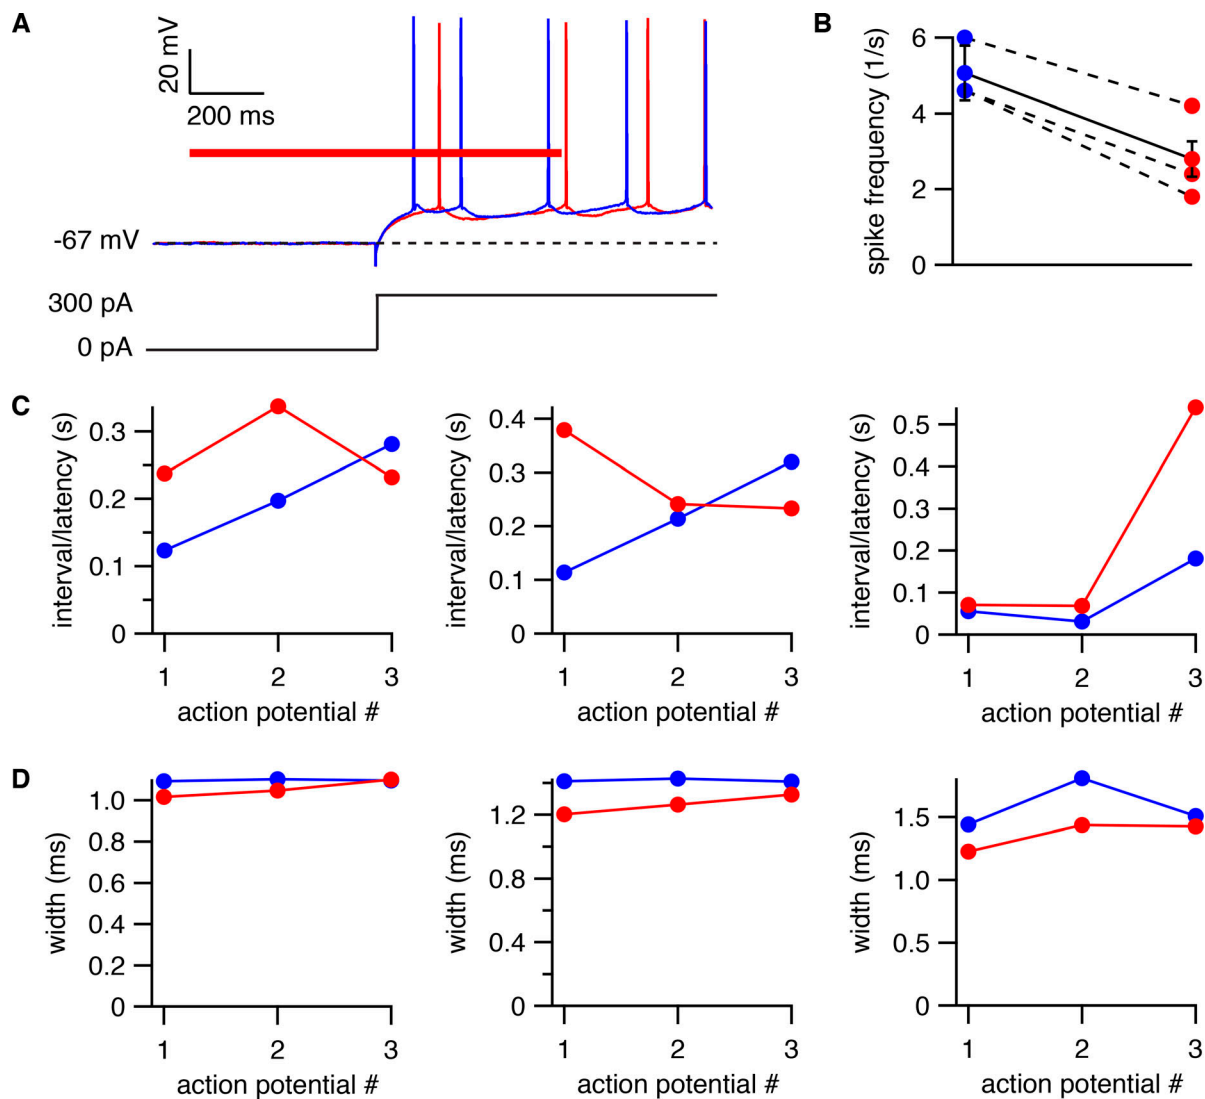 A
20 mV
200 ms
-67 mV
300 pA
0 pA
B
spike frequency (1/s)
6
4
2
0
C
interval/latency (s)
0.3
0.2
0.1
0
1 2 3
action potential #
interval/latency (s)
0.4
0.3
0.2
0.1
0
1 2 3
action potential #
interval/latency (s)
0.5
0.4
0.3
0.2
0.1
0
1 2 3
action potential #
D
width (ms)
1.0
0.8
0.6
0.4
0.2
0
1 2 3
action potential #
width (ms)
1.2
0.8
0.4
0
1 2 3
action potential #
width (ms)
1.5
1.0
0.5
0
1 2 3
action potential #